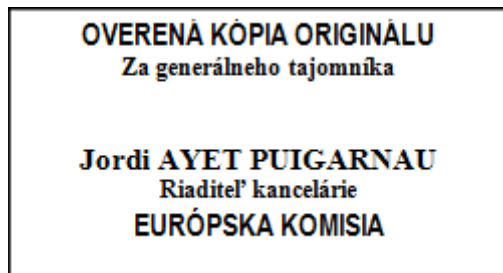 OVERENÁ KÓPIA ORIGINÁLU
Za generálneho tajomníka
Jordi AYET PUIGARNAU
Riaditeľ kancelárie
EURÓPSKA KOMISIA